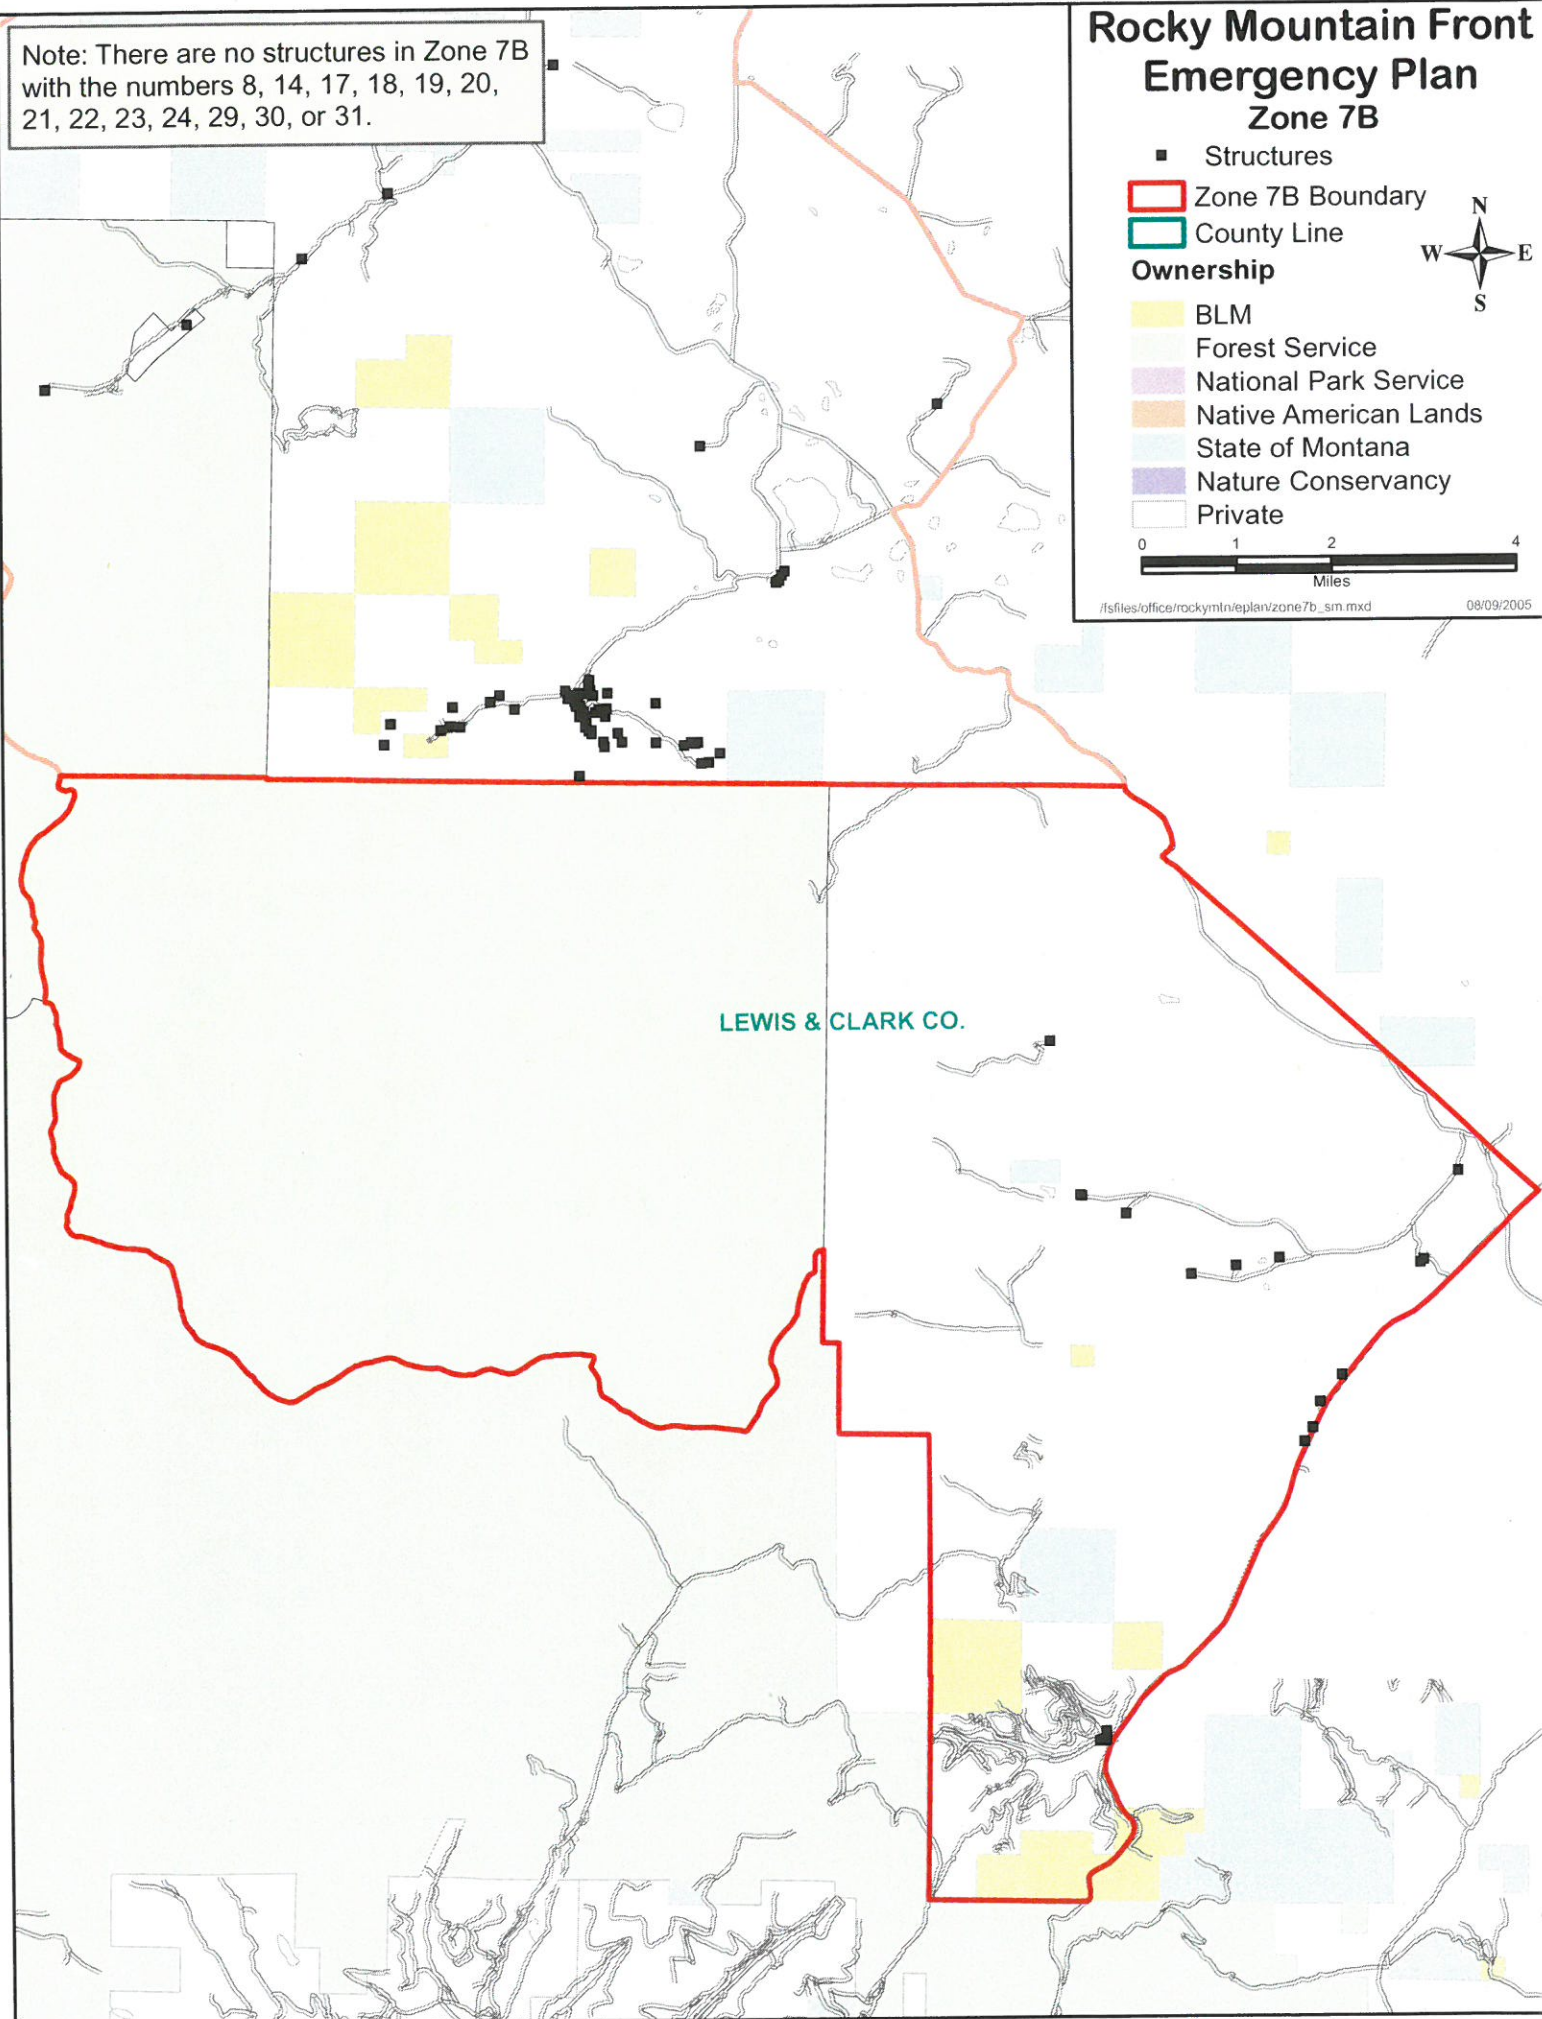 Note: There are no structures in Zone 7B
with the numbers 8, 14, 17, 18, 19, 20,
21, 22, 23, 24, 29, 30, or 31.
Rocky Mountain Front
Emergency Plan
Zone 7B
Structures
Zone 7B Boundary
County Line
N
W E
S
Ownership
BLM
Forest Service
National Park Service
Native American Lands
State of Montana
Nature Conservancy
Private
0 1 2 4
Miles
/fsfiles/office/rockymtn/eplan/zone7b_sm.mxd 08/09/2005
LEWIS & CLARK CO.